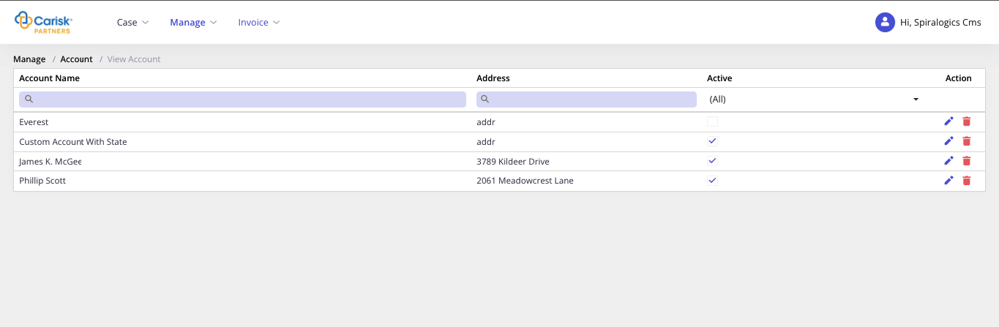 Carisk
PARTNERS
Case Manage Invoice Hi, Spiralogics Cms
Manage / Account / View Account
Account Name Address Active Action
(All)
Everest addr
Custom Account With State addr
James K. McGee 3789 Kildeer Drive
Phillip Scott 2061 Meadowcrest Lane